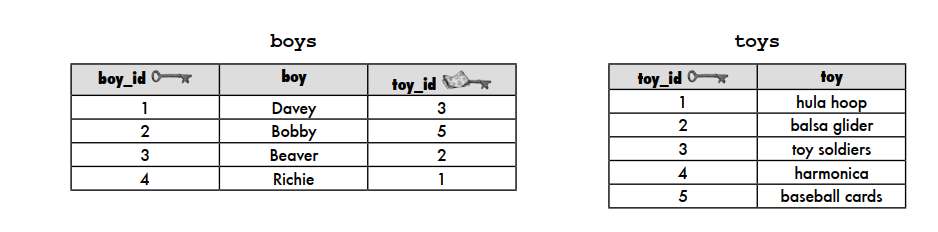 boys
boy_id boy toy_id
1 Davey 3
2 Bobby 5
3 Beaver 2
4 Richie 1
toys
toy_id toy
1 hula hoop
2 balsa glider
3 toy soldiers
4 harmonica
5 baseball cards